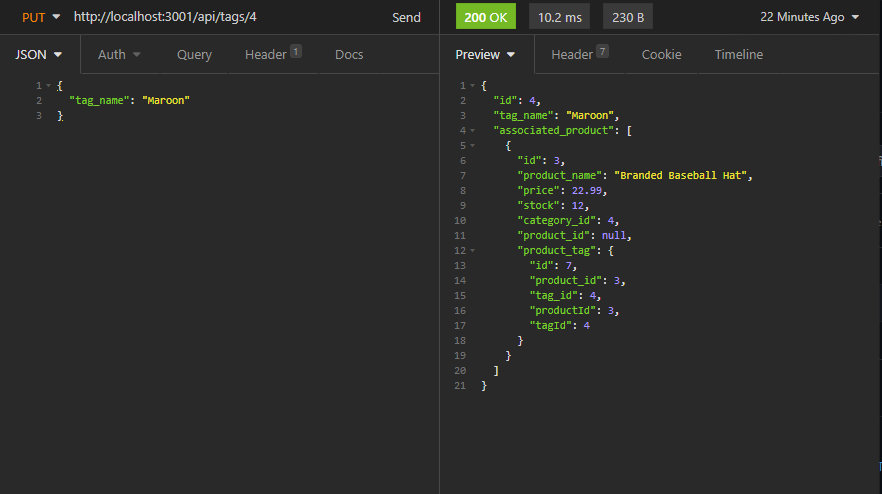 PUT http://localhost:3001/api/tags/4 Send
200 OK 10.2 ms 230 B 22 Minutes Ago
JSON Auth Query Header 1 Docs
Preview Header 7 Cookie Timeline
1 {
2 "tag_name": "Maroon"
3 }
1 {
2 "id": 4,
3 "tag_name": "Maroon",
4 "associated_product": [
5 {
6 "id": 3,
7 "product_name": "Branded Baseball Hat",
8 "price": 22.99,
9 "stock": 12,
10 "category_id": 4,
11 "product_id": null,
12 "product_tag": {
13 "id": 7,
14 "product_id": 3,
15 "tag_id": 4,
16 "productId": 3,
17 "tagId": 4
18 }
19 }
20 ]
21 }